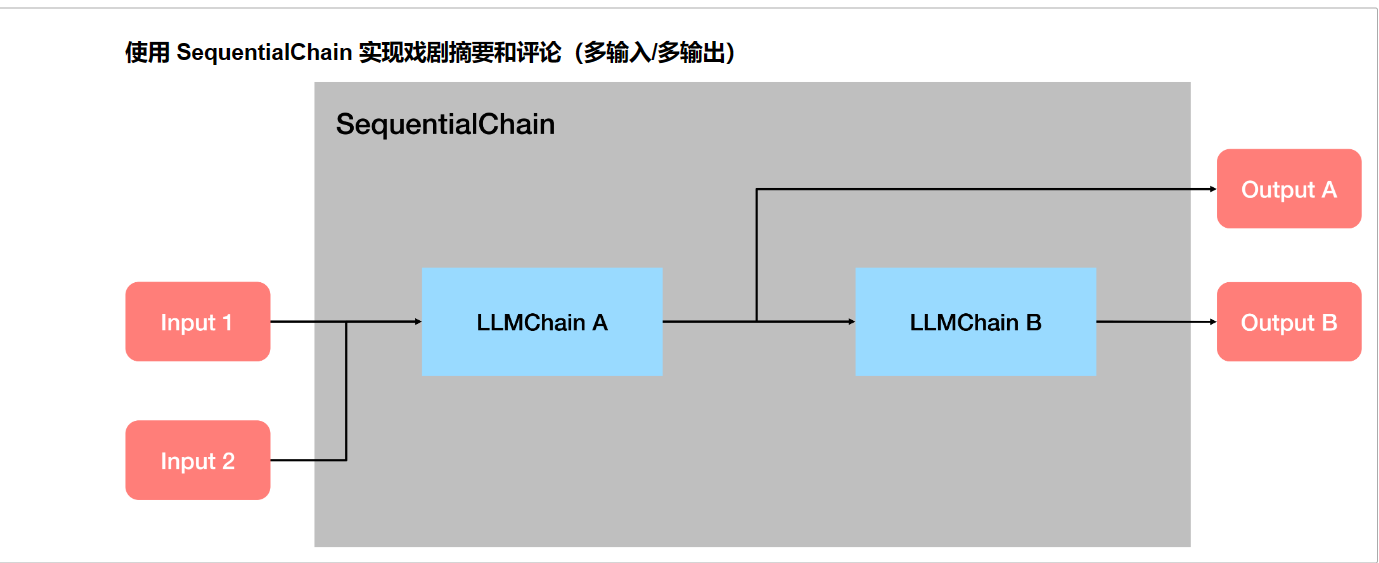 使用 SequentialChain 实现戏剧摘要和评论（多输入/多输出）
SequentialChain
Output A
Input 1
LLMChain A
LLMChain B
Output B
Input 2